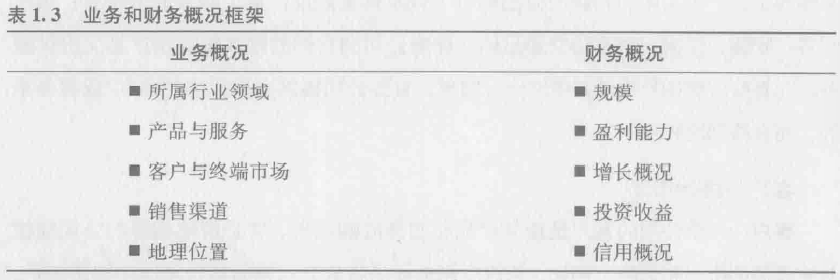 表 1.3 业务和财务概况框架
业务概况 财务概况
■ 所属行业领域 ■ 规模
■ 产品与服务 ■ 盈利能力
■ 客户与终端市场 ■ 增长概况
■ 销售渠道 ■ 投资收益
■ 地理位置 ■ 信用概况